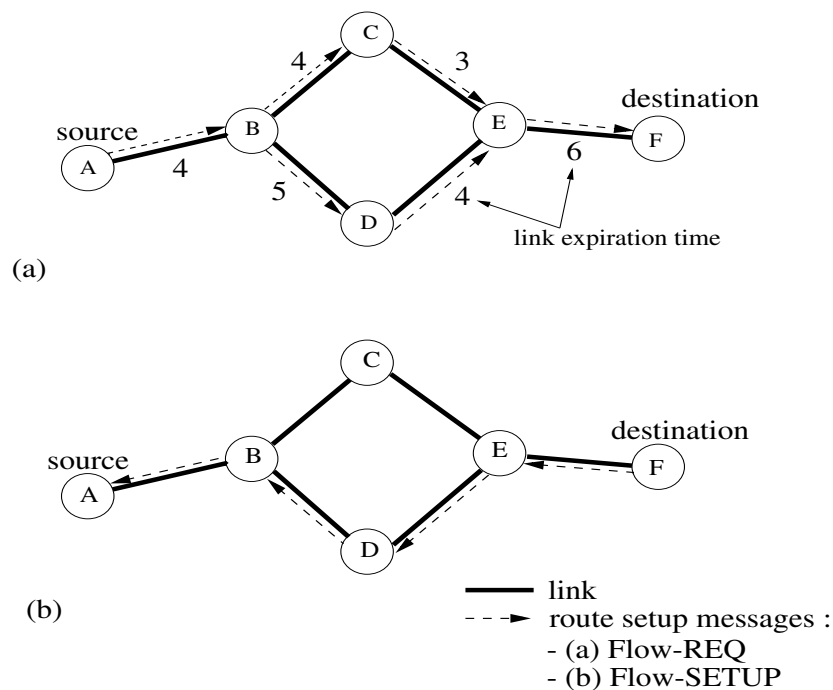 C
4
3
destination
source
B
E
F
A
4
6
5
4
D
link expiration time
(a)
C
destination
source
B
E
F
A
D
link
(b)
route setup messages :
- (a) Flow-REQ
- (b) Flow-SETUP